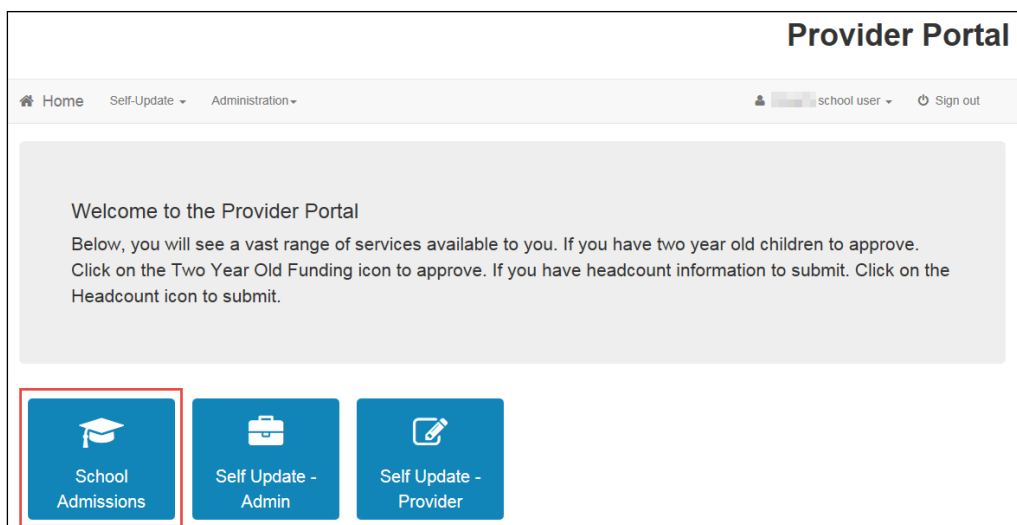 Provider Portal
Home Self-Update Administration school user Sign out
Welcome to the Provider Portal
Below, you will see a vast range of services available to you. If you have two year old children to approve.
Click on the Two Year Old Funding icon to approve. If you have headcount information to submit. Click on the
Headcount icon to submit.
School
Admissions
Self Update -
Admin
Self Update -
Provider